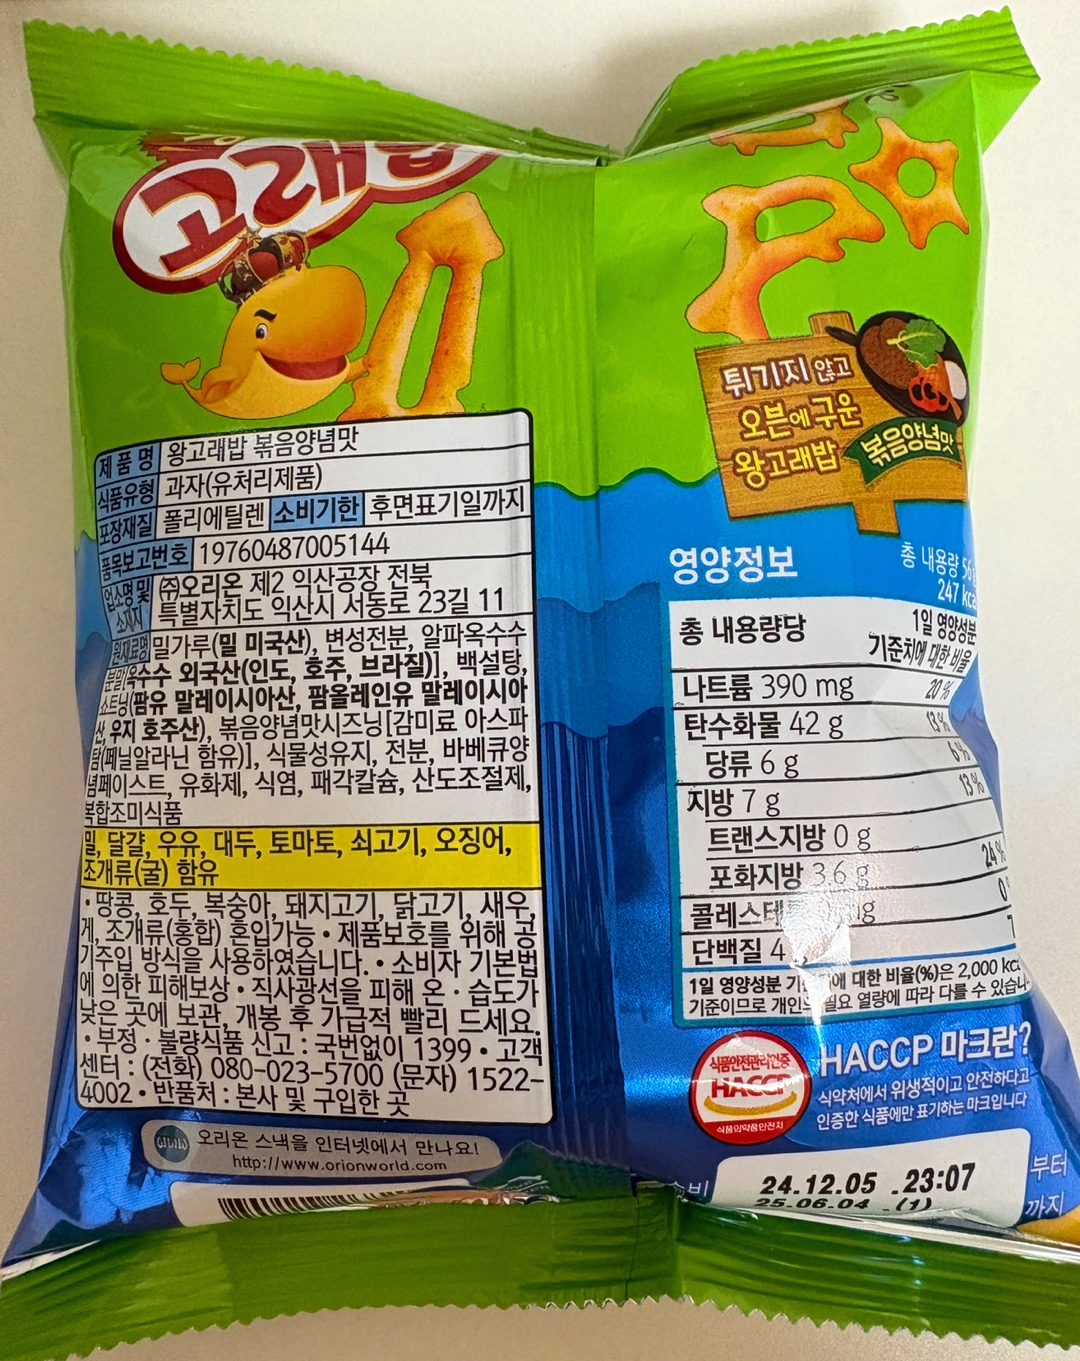 고래밥
제품명 왕고래밥 볶음양념맛
식품유형 과자(유처리제품)
포장재질 폴리에틸렌 소비기한 후면표기일까지
품목보고번호 19760487005144
업소명 및 소재지 ㈜오리온 제2 익산공장 전북
특별자치도 익산시 서동로 23길 11
원재료명 밀가루(밀 미국산), 변성전분, 알파옥수수
분말[옥수수 외국산(인도, 호주, 브라질)], 백설탕,
쇼트닝(팜유 말레이시아산, 팜올레인유 말레이시아
산, 우지 호주산), 볶음양념맛시즈닝[감미료 아스파
탐(페닐알라닌 함유)], 식물성유지, 전분, 바베큐양
념페이스트, 유화제, 식염, 패각칼슘, 산도조절제,
복합조미식품
밀, 달걀, 우유, 대두, 토마토, 쇠고기, 오징어,
조개류(굴) 함유
• 땅콩, 호두, 복숭아, 돼지고기, 닭고기, 새우,
게, 조개류(홍합) 혼입가능 • 제품보호를 위해 공
기주입 방식을 사용하였습니다. • 소비자 기본법
에 의한 피해보상 • 직사광선을 피해 온·습도가
낮은 곳에 보관, 개봉 후 가급적 빨리 드세요.
• 부정·불량식품 신고 : 국번없이 1399 • 고객
센터 : (전화) 080-023-5700 (문자) 1522-
4002 • 반품처 : 본사 및 구입한 곳
오리온 스낵을 인터넷에서 만나요!
http://www.orionworld.com
튀기지 않고
오븐에 구운
왕고래밥 볶음양념맛
영양정보
총 내용량 56
247 kca
총 내용량당
1일 영양성분
기준치에 대한 비율
나트륨 390 mg 20 %
탄수화물 42 g 13 %
당류 6 g 6 %
지방 7 g 13 %
트랜스지방 0 g
포화지방 3.6 g 24 %
콜레스테 0
단백질 4
1일 영양성분 기 에 대한 비율(%)은 2,000 kca
기준이므로 개인의 필요 열량에 따라 다를 수 있습니
식품안전관리인증
HACCP
식품의약품안전처
HACCP 마크란?
식약처에서 위생적이고 안전하다고
인증한 식품에만 표기하는 마크입니다
소비 24.12.05 .23:07 부터
25.06.04 .(1) 까지